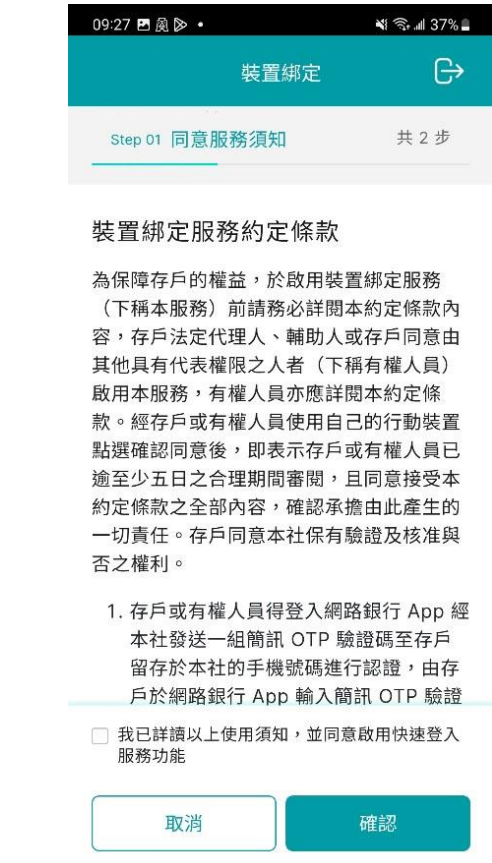 09:27
37%
裝置綁定
Step 01 同意服務須知 共 2 步
裝置綁定服務約定條款
為保障存戶的權益，於啟用裝置綁定服務
（下稱本服務）前請務必詳閱本約定條款內
容，存戶法定代理人、輔助人或存戶同意由
其他具有代表權限之人者（下稱有權人員）
啟用本服務，有權人員亦應詳閱本約定條
款。經存戶或有權人員使用自己的行動裝置
點選確認同意後，即表示存戶或有權人員已
逾至少五日之合理期間審閱，且同意接受本
約定條款之全部內容，確認承擔由此產生的
一切責任。存戶同意本社保有驗證及核准與
否之權利。
1. 存戶或有權人員得登入網路銀行 App 經
本社發送一組簡訊 OTP 驗證碼至存戶
留存於本社的手機號碼進行認證，由存
戶於網路銀行 App 輸入簡訊 OTP 驗證
我已詳讀以上使用須知，並同意啟用快速登入
服務功能
取消
確認